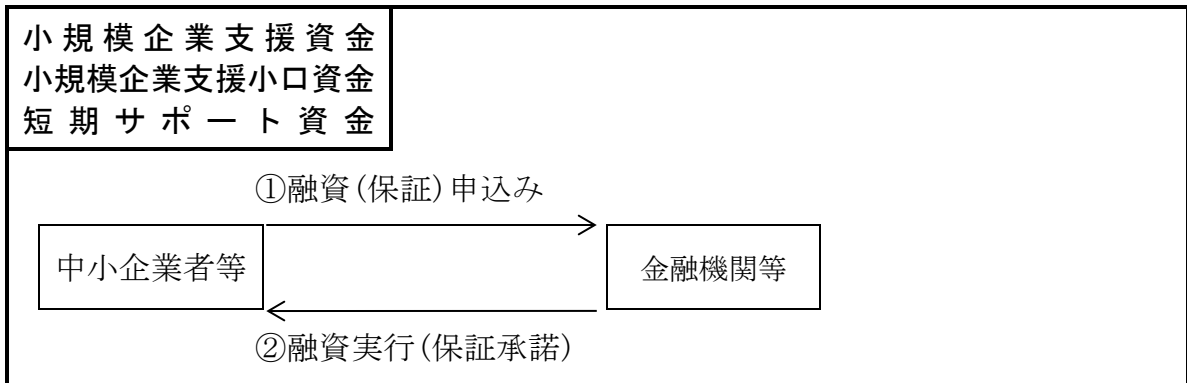 小規模企業支援資金
小規模企業支援小口資金
短期サポート資金
①融資(保証)申込み
中小企業者等
金融機関等
②融資実行(保証承諾)